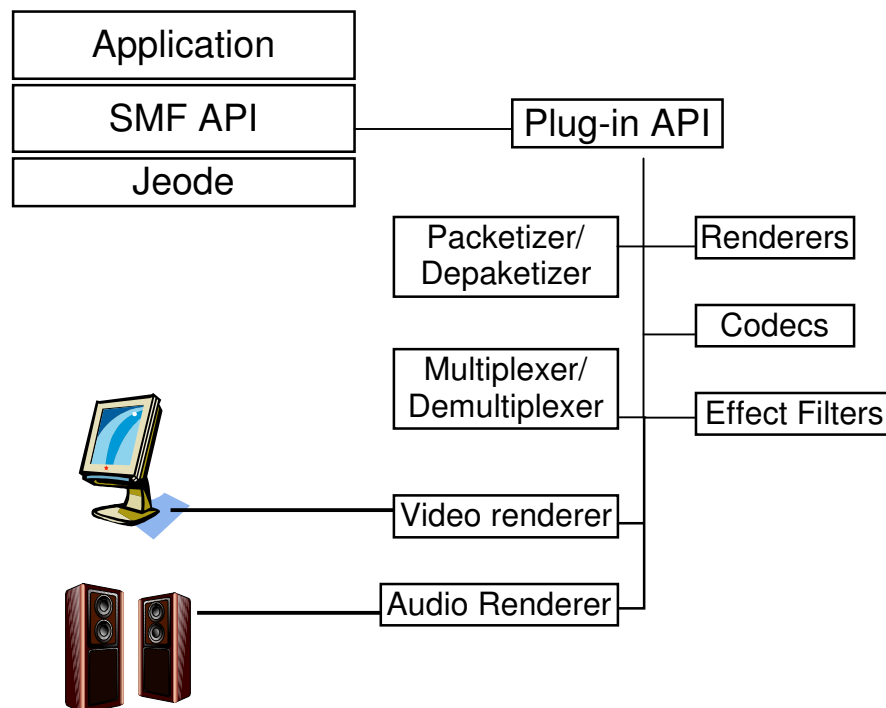 Application
SMF API
Plug-in API
Jeode
Packetizer/
Depaketizer
Renderers
Codecs
Multiplexer/
Demultiplexer
Effect Filters
Video renderer
Audio Renderer